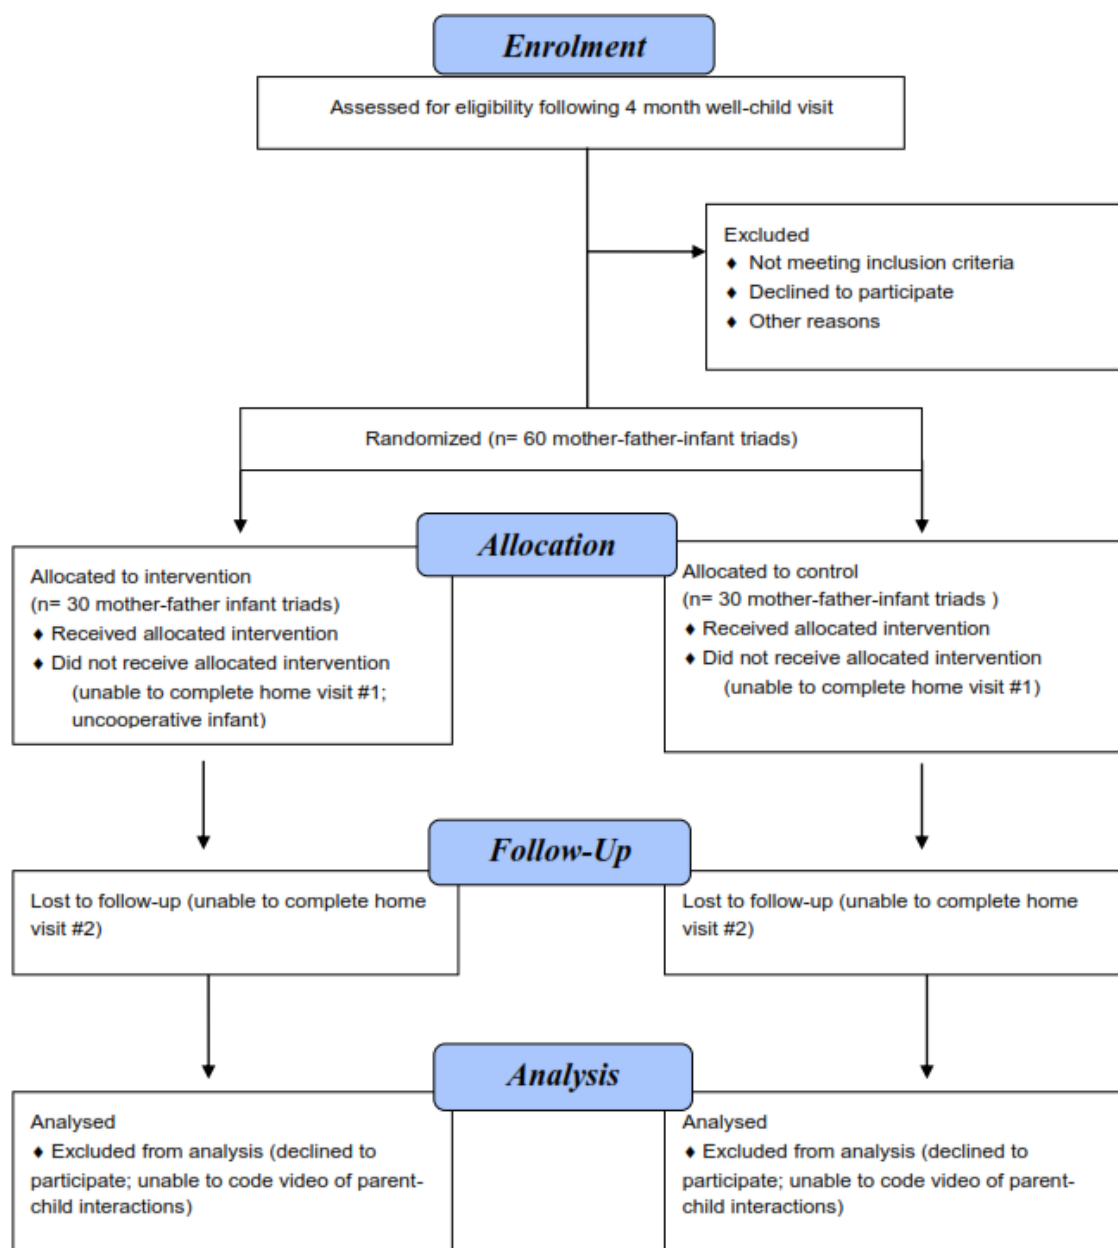 Enrolment
Assessed for eligibility following 4 month well-child visit
Excluded
♦ Not meeting inclusion criteria
♦ Declined to participate
♦ Other reasons
Randomized (n= 60 mother-father-infant triads)
Allocation
Allocated to intervention
(n= 30 mother-father infant triads)
♦ Received allocated intervention
♦ Did not receive allocated intervention
(unable to complete home visit #1;
uncooperative infant)
Allocated to control
(n= 30 mother-father-infant triads )
♦ Received allocated intervention
♦ Did not receive allocated intervention
(unable to complete home visit #1)
Follow-Up
Lost to follow-up (unable to complete home
visit #2)
Lost to follow-up (unable to complete home
visit #2)
Analysis
Analysed
♦ Excluded from analysis (declined to
participate; unable to code video of parent-
child interactions)
Analysed
♦ Excluded from analysis (declined to
participate; unable to code video of parent-
child interactions)